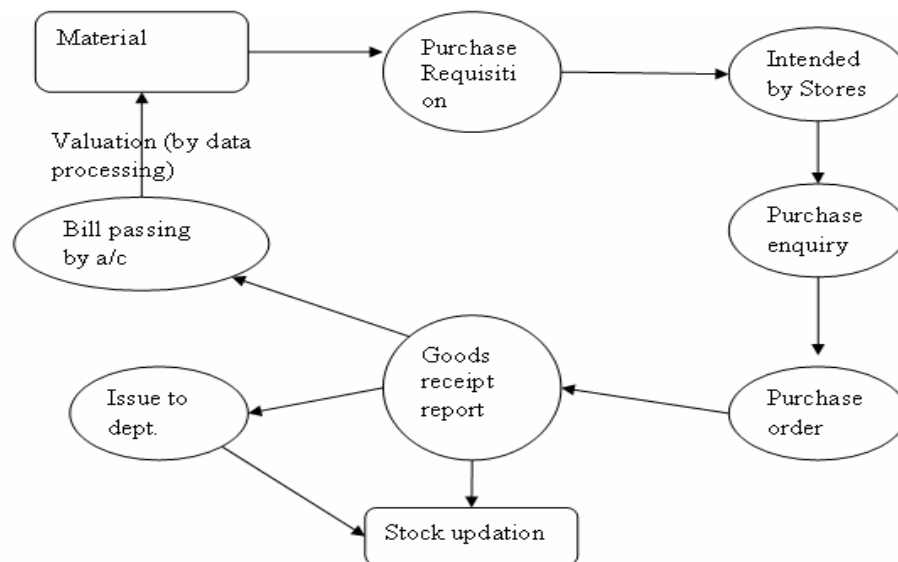 Material
Purchase
Requisiti
on
Intended
by Stores
Valuation (by data
processing)
Purchase
enquiry
Bill passing
by a/c
Goods
receipt
report
Issue to
dept.
Purchase
order
Stock updation